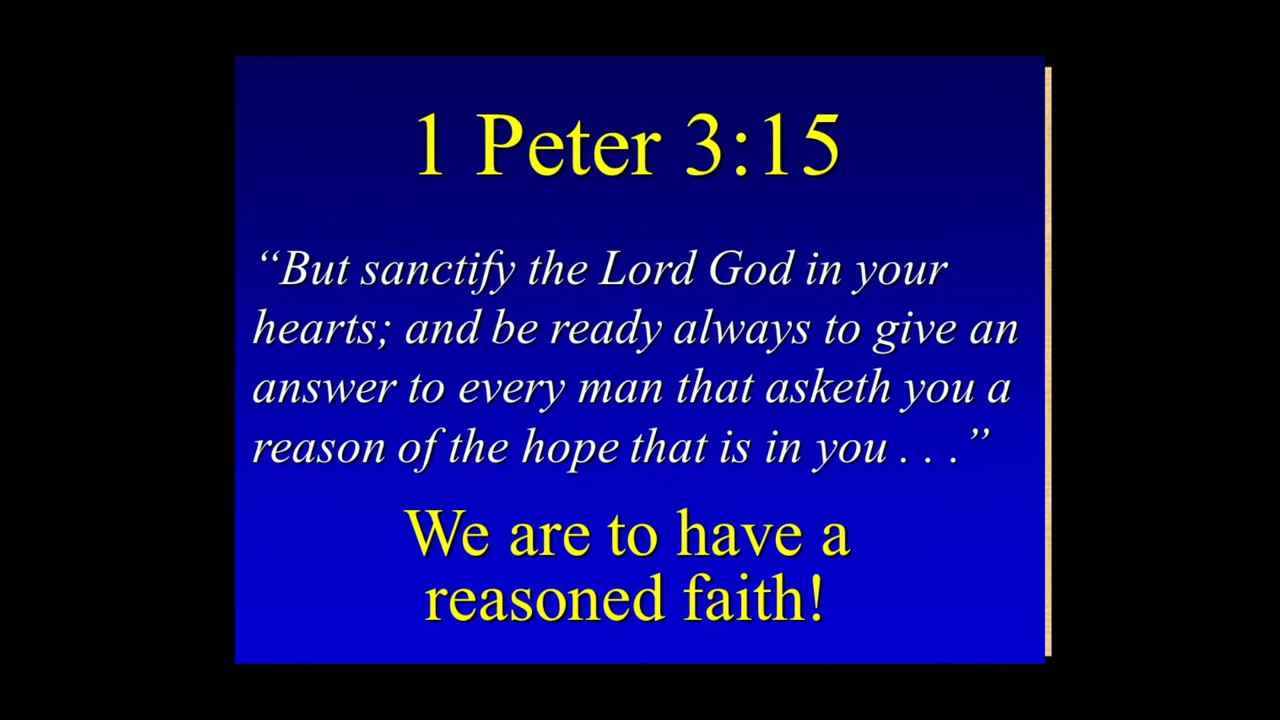 1 Peter 3:15
“But sanctify the Lord God in your
hearts; and be ready always to give an
answer to every man that asketh you a
reason of the hope that is in you . . .”
We are to have a
reasoned faith!